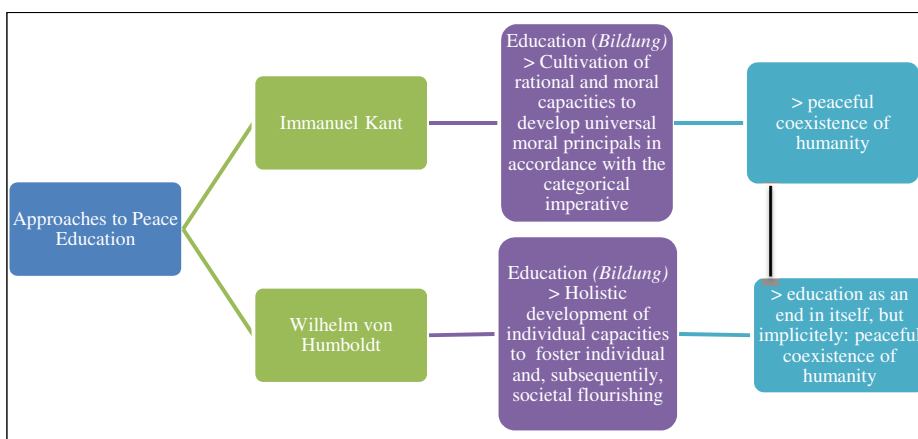 Approaches to Peace
Education
Immanuel Kant
Education (Bildung)
> Cultivation of
rational and moral
capacities to
develop universal
moral principals in
accordance with the
categorical
imperative
> peaceful
coexistence of
humanity
Wilhelm von
Humboldt
Education (Bildung)
> Holistic
development of
individual capacities
to foster individual
and, subsequently,
societal flourishing
> education as an
end in itself, but
implicitely: peaceful
coexistence of
humanity